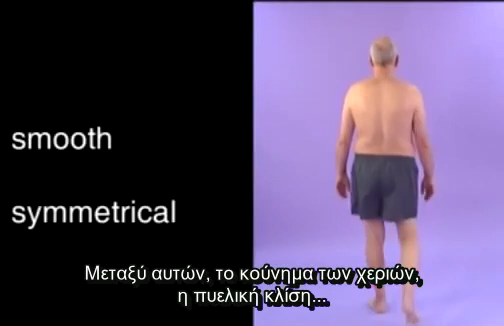 smooth
symmetrical
Μεταξύ αυτών, το κούνημα των χεριών,
η πυελική κλίση...